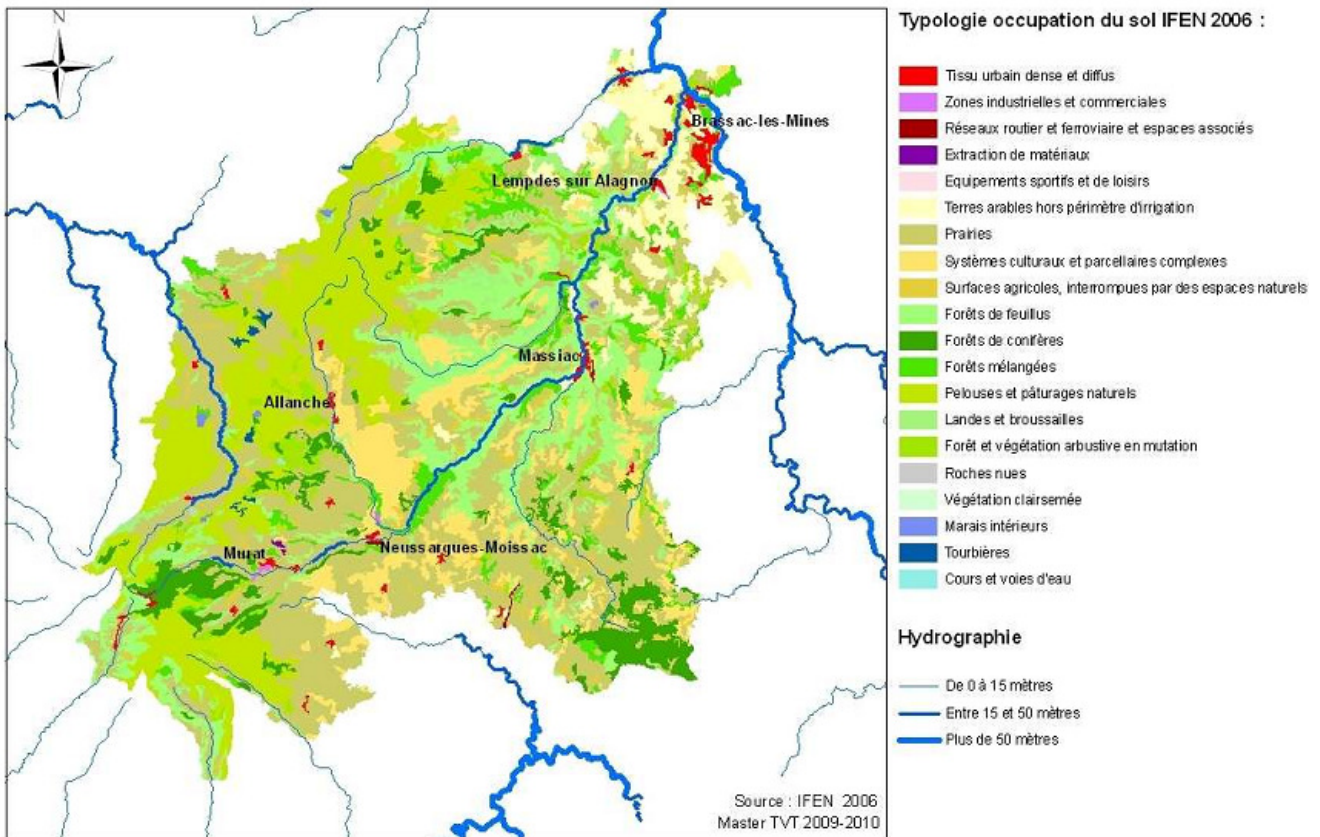 N
Brassac-les-Mines
Lempdes sur Alagnon
Massiac
Allanche
Murat
Neussargues-Moissac
Source : IFEN 2006
Master TVT 2009-2010
Typologie occupation du sol IFEN 2006 :
Tissu urbain dense et diffus
Zones industrielles et commerciales
Réseaux routier et ferroviaire et espaces associés
Extraction de matériaux
Equipements sportifs et de loisirs
Terres arables hors périmètre d'irrigation
Prairies
Systèmes culturaux et parcellaires complexes
Surfaces agricoles, interrompues par des espaces naturels
Forêts de feuillus
Forêts de conifères
Forêts mélangées
Pelouses et pâturages naturels
Landes et broussailles
Forêt et végétation arbustive en mutation
Roches nues
Végétation clairsemée
Marais intérieurs
Tourbières
Cours et voies d'eau
Hydrographie
De 0 à 15 mètres
Entre 15 et 50 mètres
Plus de 50 mètres